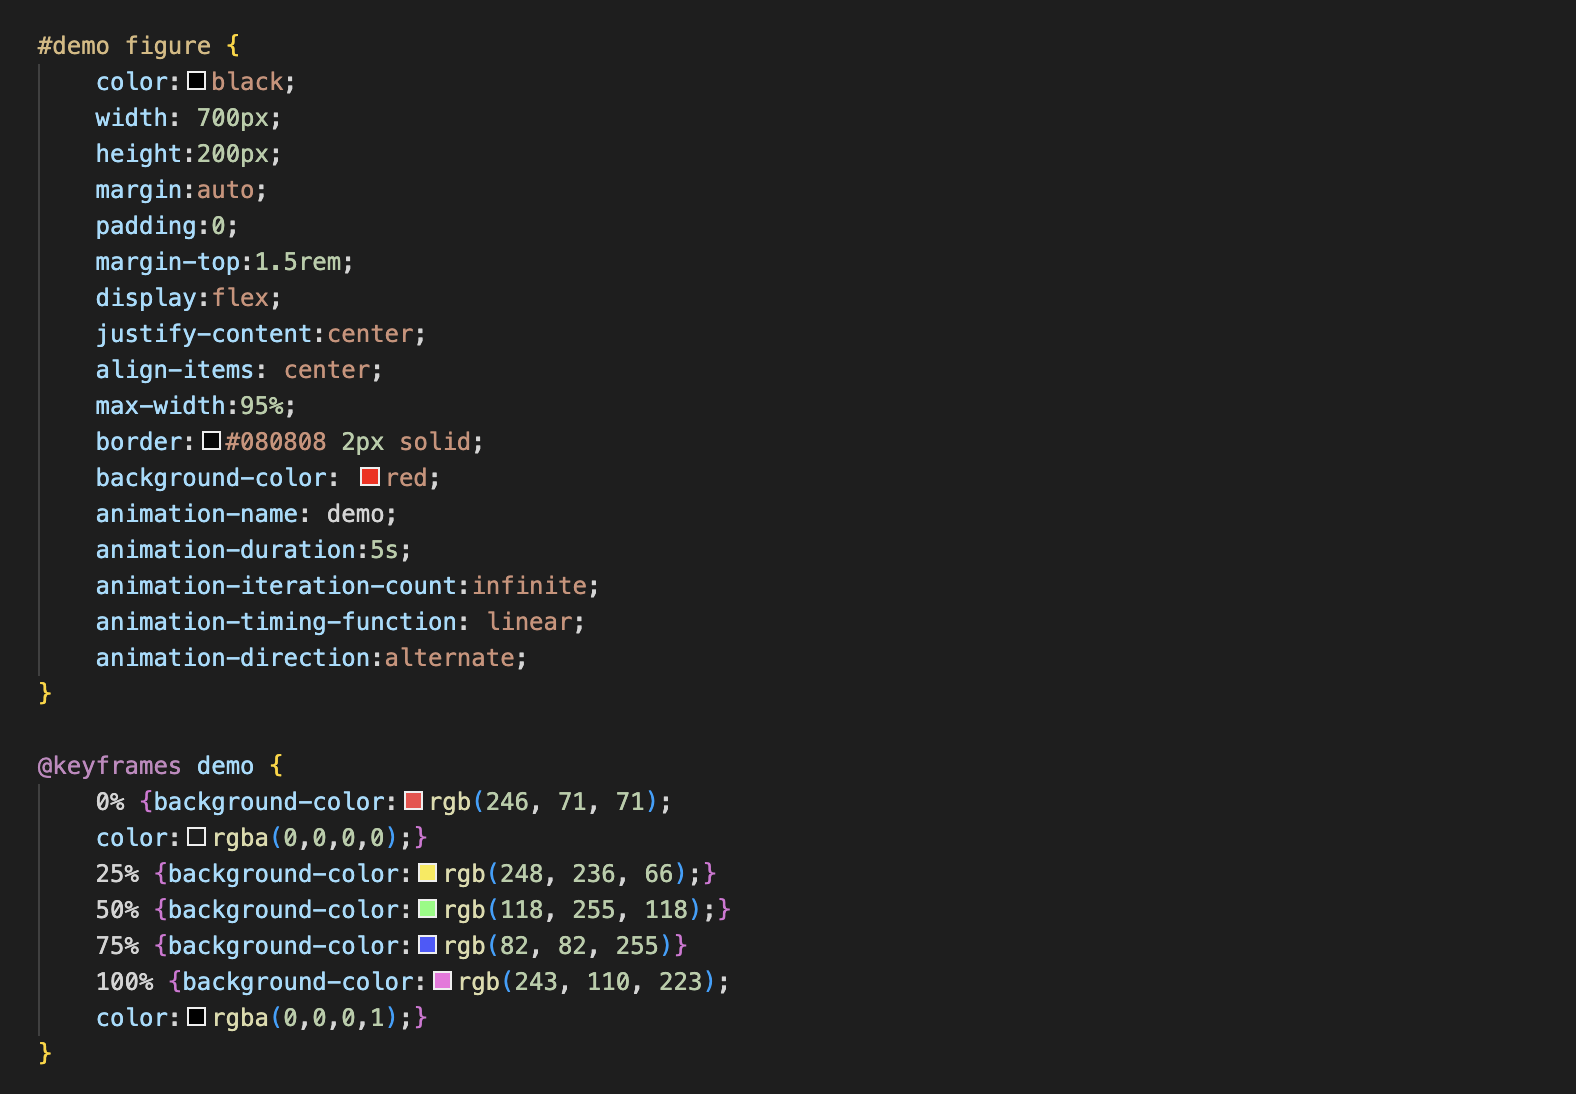 #demo figure {
    color:black;
    width: 700px;
    height:200px;
    margin:auto;
    padding:0;
    margin-top:1.5rem;
    display:flex;
    justify-content:center;
    align-items: center;
    max-width:95%;
    border:#080808 2px solid;
    background-color: red;
    animation-name: demo;
    animation-duration:5s;
    animation-iteration-count:infinite;
    animation-timing-function: linear;
    animation-direction:alternate;
}

@keyframes demo {
    0% {background-color:rgb(246, 71, 71);
    color:rgba(0,0,0,0);}
    25% {background-color:rgb(248, 236, 66);}
    50% {background-color:rgb(118, 255, 118);}
    75% {background-color:rgb(82, 82, 255)}
    100% {background-color:rgb(243, 110, 223);
    color:rgba(0,0,0,1);}
}